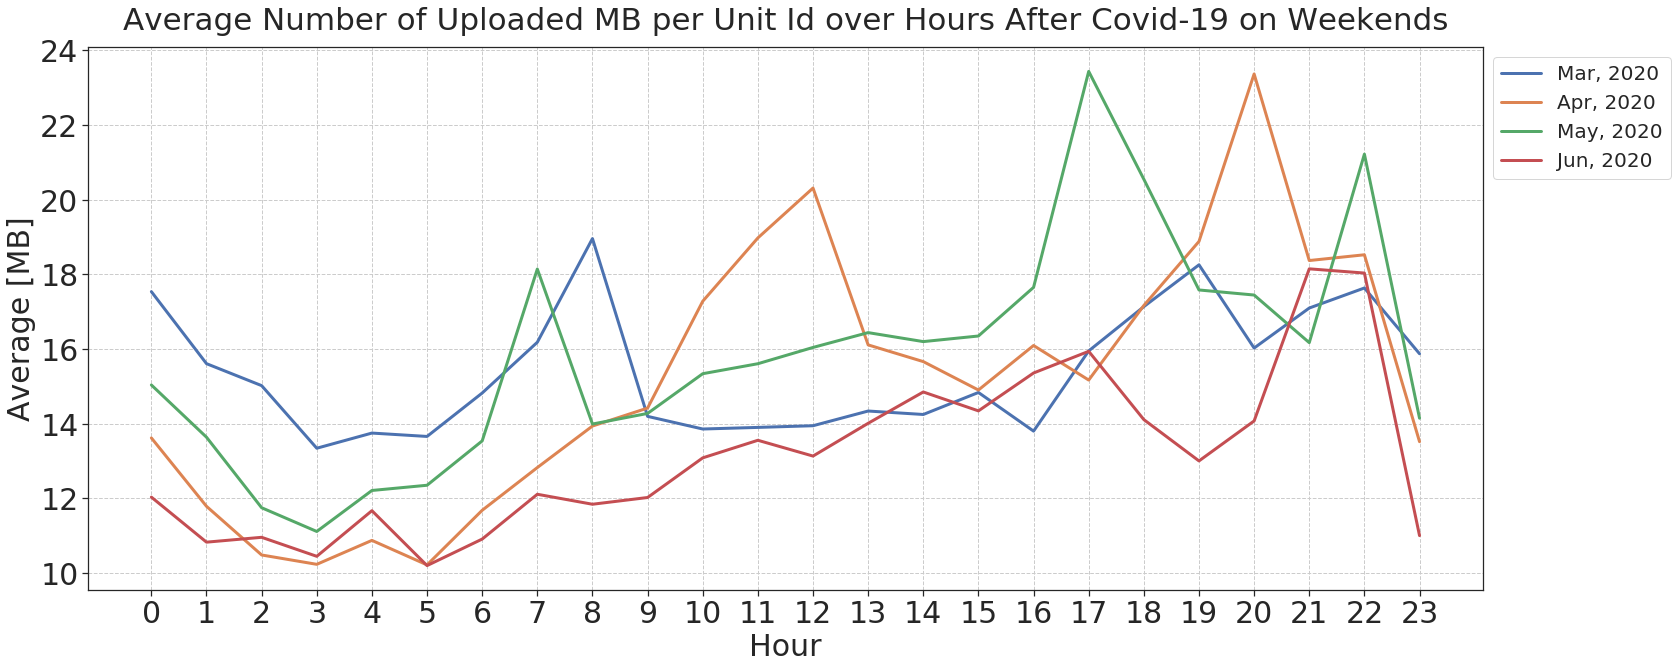 Average Number of Uploaded MB per Unit Id over Hours After Covid-19 on Weekends
24
22
20
18
16
14
12
10
Average [MB]
0 1 2 3 4 5 6 7 8 9 10 11 12 13 14 15 16 17 18 19 20 21 22 23
Hour
Mar, 2020
Apr, 2020
May, 2020
Jun, 2020